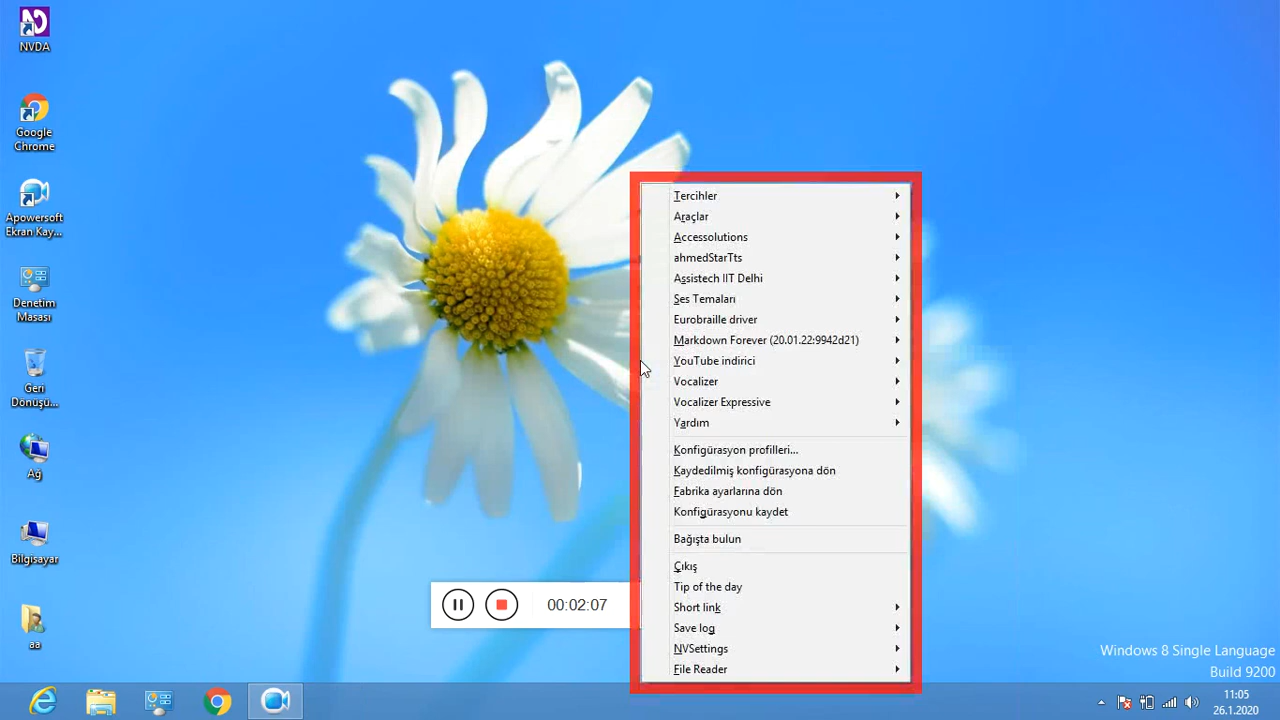 NVDA
Google
Chrome
Apowersoft
Ekran Kay...
Denetim
Masası
Geri
Dönüşü...
Ağ
Bilgisayar
aa
Tercihler
Araçlar
Accessolutions
ahmedStarTts
Assistech IIT Delhi
Ses Temaları
Eurobraille driver
Markdown Forever (20.01.22:9942d21)
YouTube indirici
Vocalizer
Vocalizer Expressive
Yardım
Konfigürasyon profilleri...
Kaydedilmiş konfigürasyona dön
Fabrika ayarlarına dön
Konfigürasyonu kaydet
Bağışta bulun
Çıkış
Tip of the day
Short link
Save log
NVSettings
File Reader
00:02:07
Windows 8 Single Language
Build 9200
11:05
26.1.2020